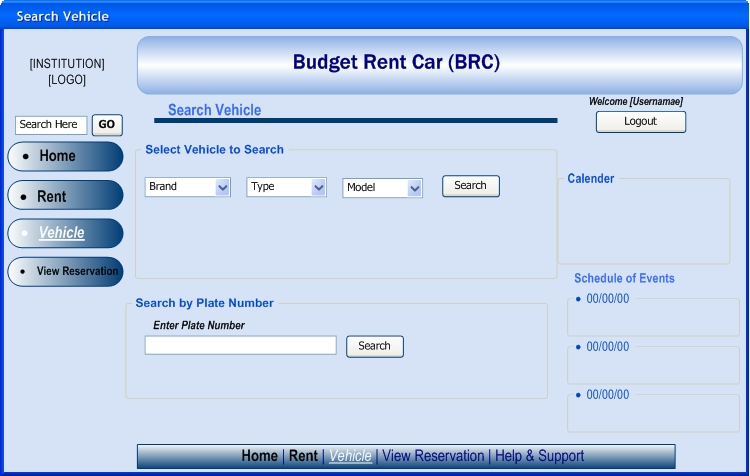 Search Vehicle
[INSTITUTION]
[LOGO]
Budget Rent Car (BRC)
Search Vehicle
Welcome [Usernamae]
Logout
Search Here
GO
• Home
• Rent
• Vehicle
• View Reservation
Select Vehicle to Search
Brand
Type
Model
Search
Calender
Search by Plate Number
Enter Plate Number
Search
Schedule of Events
• 00/00/00
• 00/00/00
• 00/00/00
Home | Rent | Vehicle | View Reservation | Help & Support